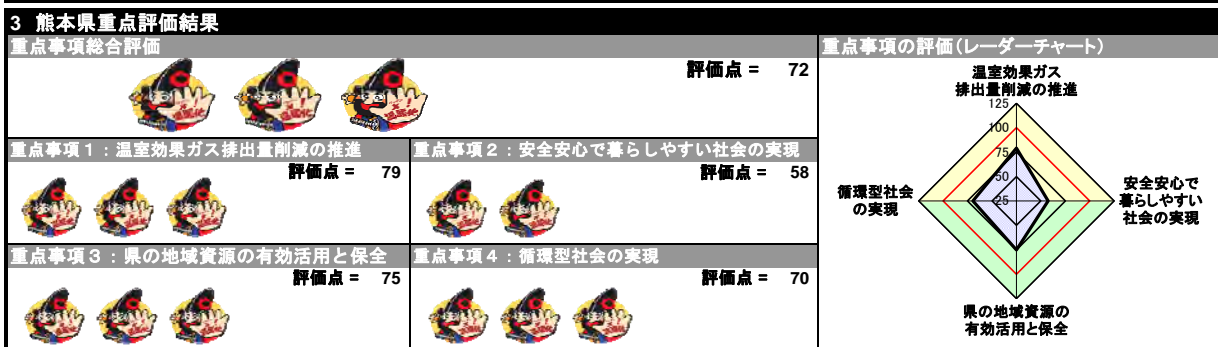 3 熊本県重点評価結果
重点事項総合評価
評価点 = 72
重点事項1：温室効果ガス排出量削減の推進
評価点 = 79
重点事項2：安全安心で暮らしやすい社会の実現
評価点 = 58
重点事項3：県の地域資源の有効活用と保全
評価点 = 75
重点事項4：循環型社会の実現
評価点 = 70
重点事項の評価(レーダーチャート)
温室効果ガス
排出量削減の推進
125
100
75
50
25
安全安心で
暮らしやすい
社会の実現
循環型社会
の実現
県の地域資源の
有効活用と保全